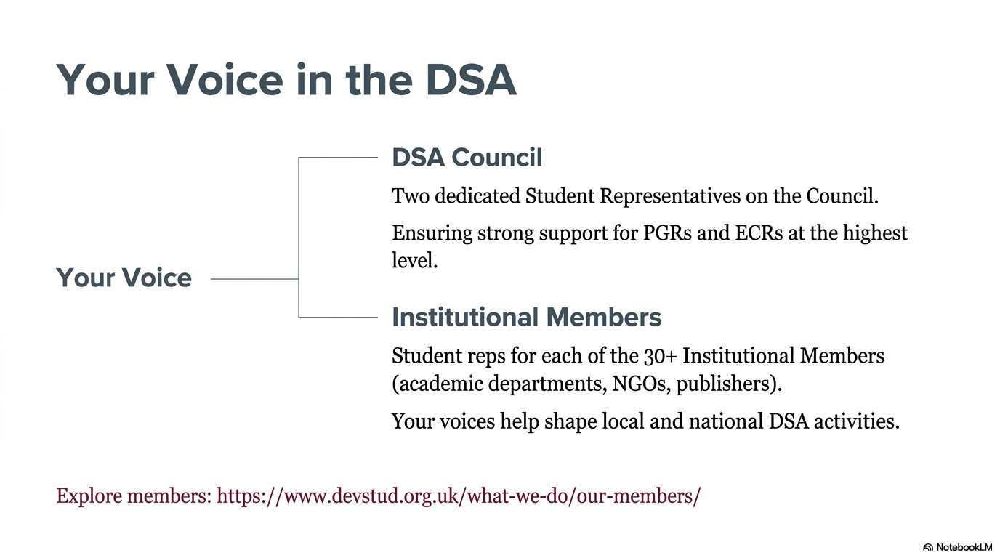 Your Voice in the DSA
DSA Council
Two dedicated Student Representatives on the Council.
Ensuring strong support for PGRs and ECRs at the highest
level.
Your Voice
Institutional Members
Student reps for each of the 30+ Institutional Members
(academic departments, NGOs, publishers).
Your voices help shape local and national DSA activities.
Explore members: https://www.devstud.org.uk/what-we-do/our-members/
NotebookLM